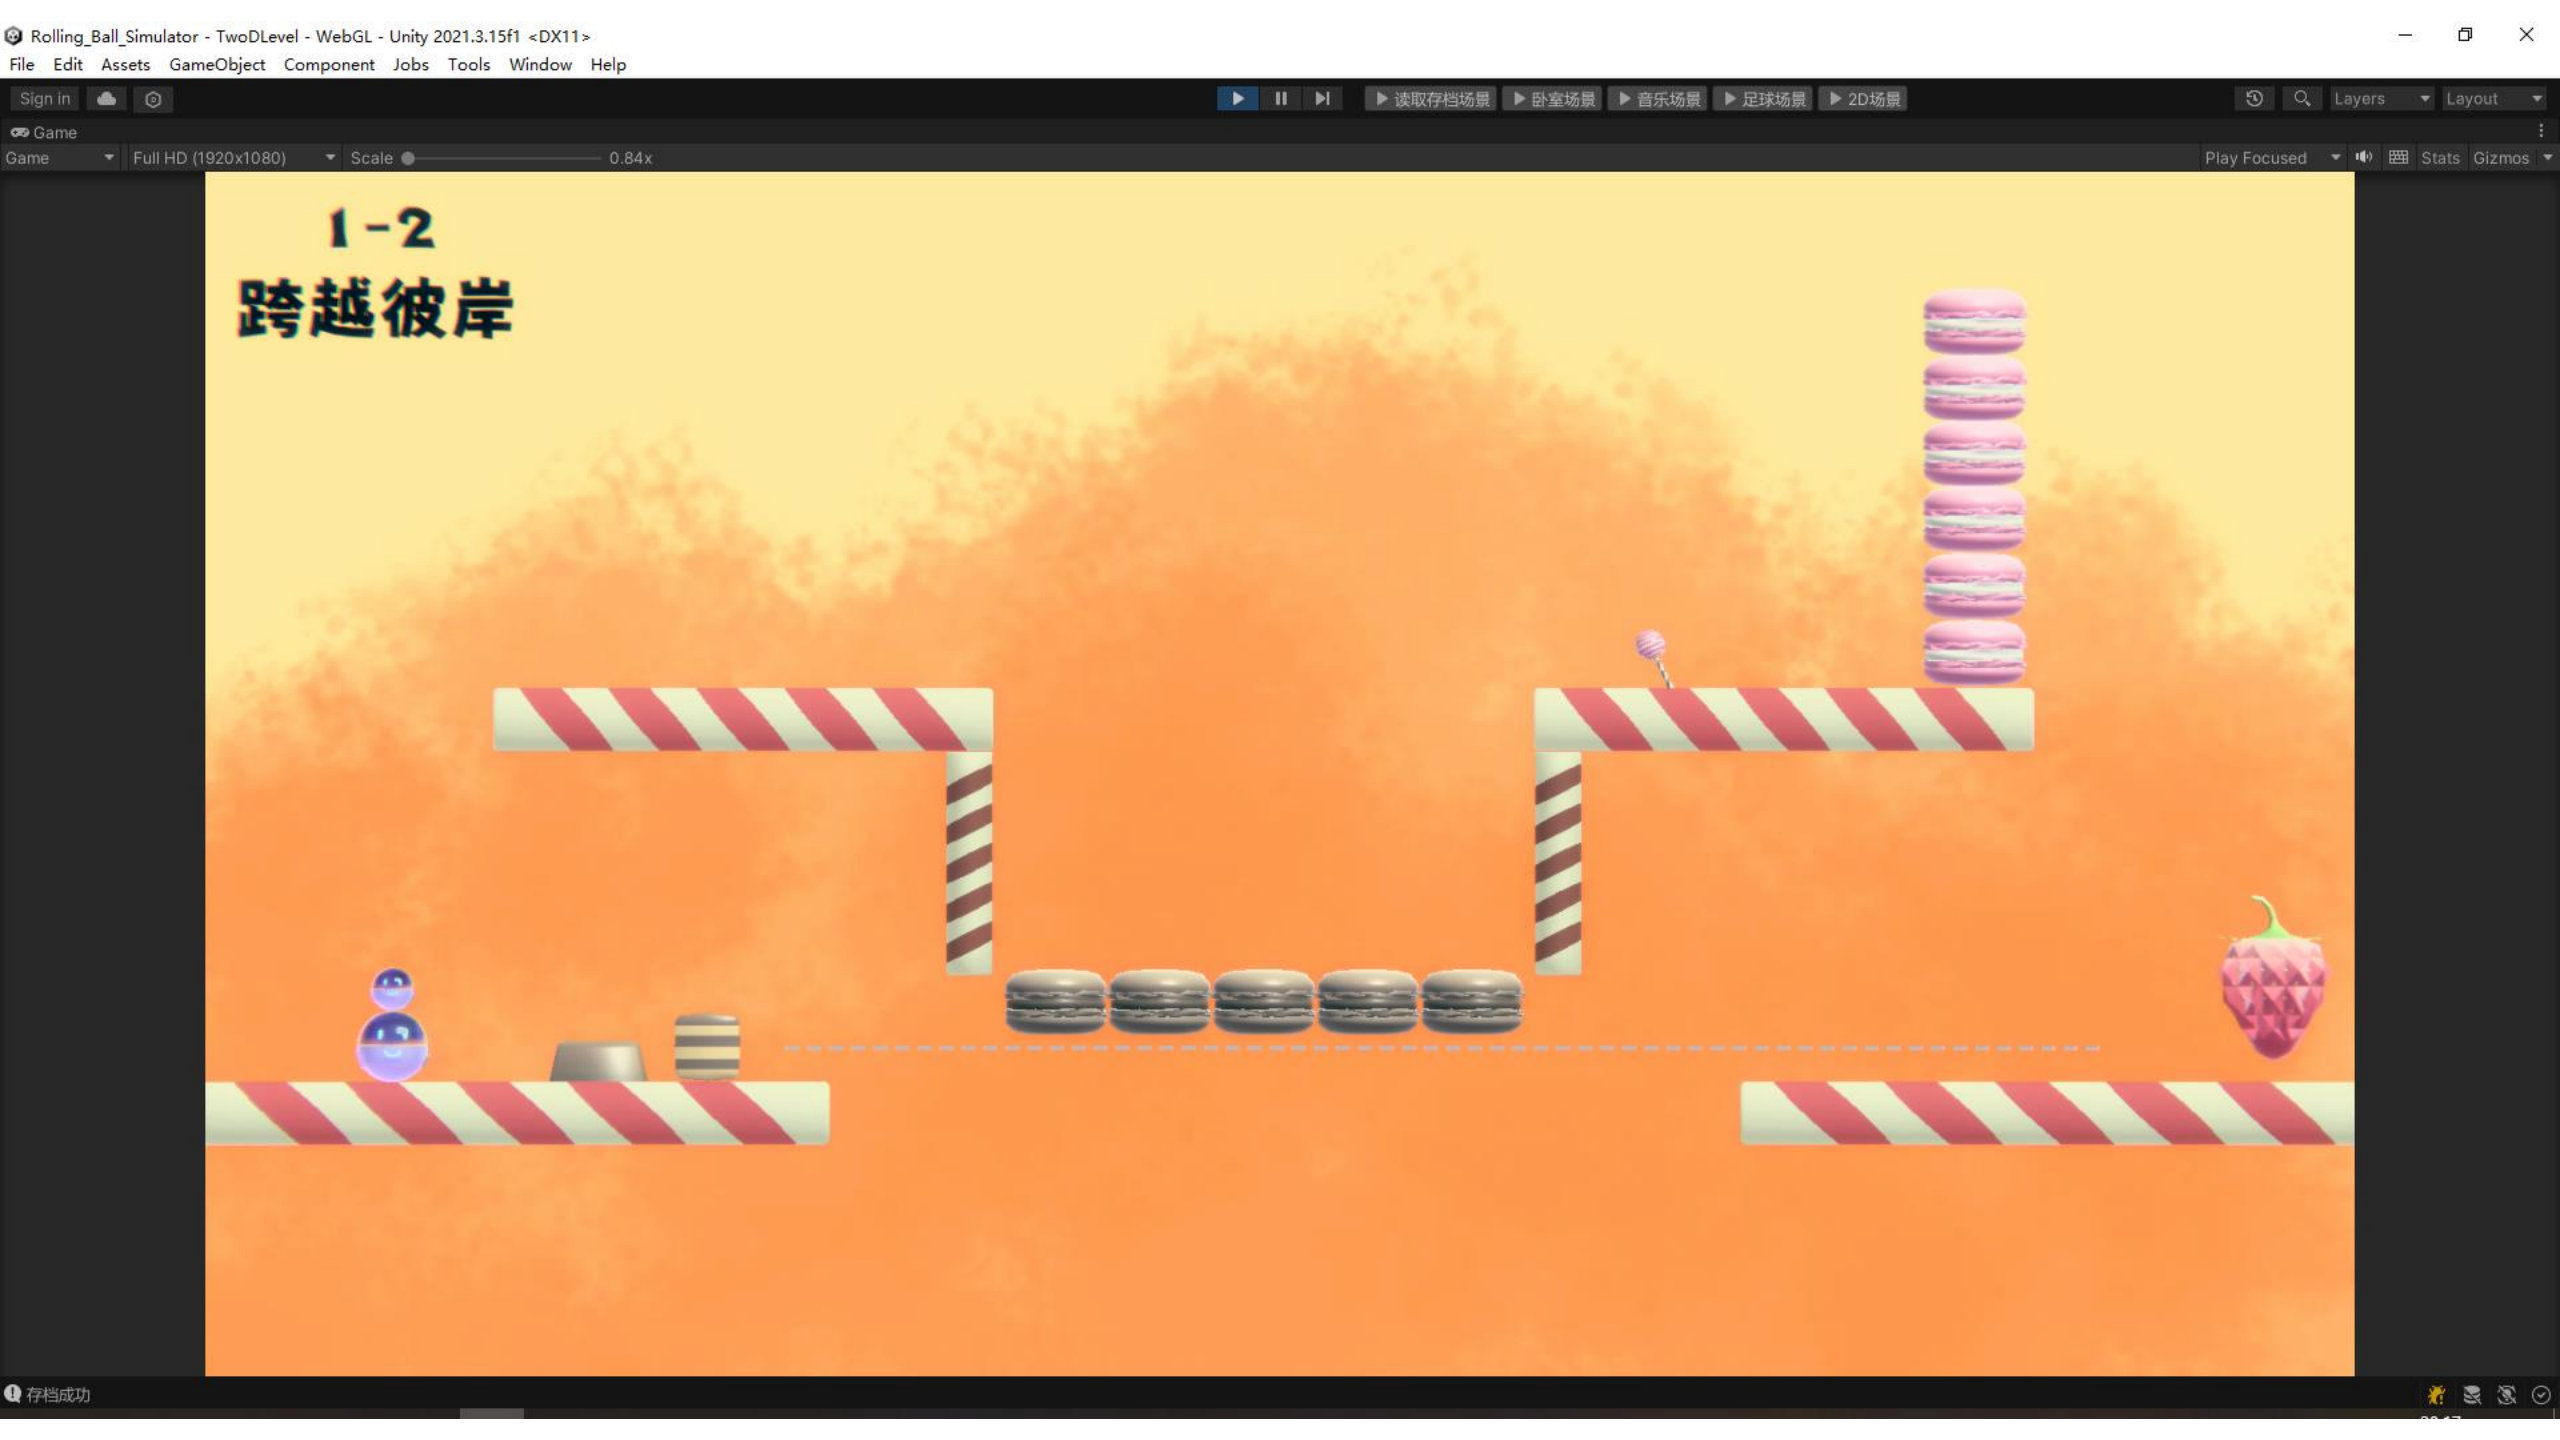 Rolling_Ball_Simulator - TwoDLevel - WebGL - Unity 2021.3.15f1 <DX11>
File Edit Assets GameObject Component Jobs Tools Window Help
Sign in 读取存档场景 卧室场景 音乐场景 足球场景 2D场景 Layers Layout
Game
Game Full HD (1920x1080) Scale 0.84x Play Focused Stats Gizmos
1-2
跨越彼岸
存档成功